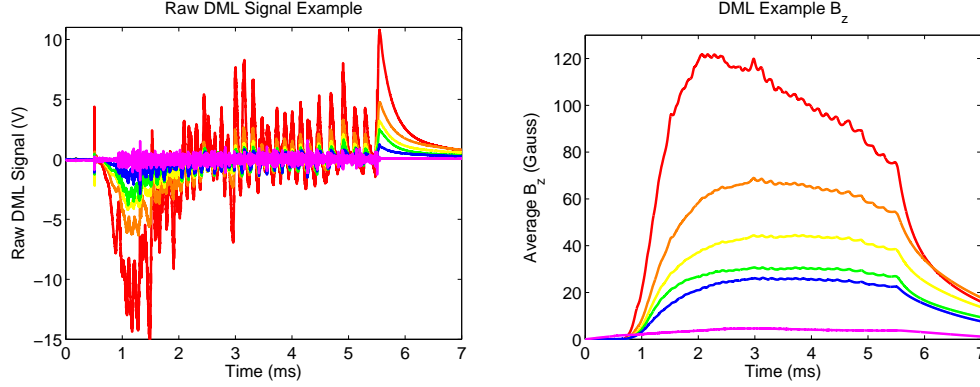 Raw DML Signal Example
Raw DML Signal (V)
10
5
0
−5
−10
−15
0 1 2 3 4 5 6 7
Time (ms)
DML Example B_z
Average B_z (Gauss)
120
100
80
60
40
20
0
0 1 2 3 4 5 6 7
Time (ms)